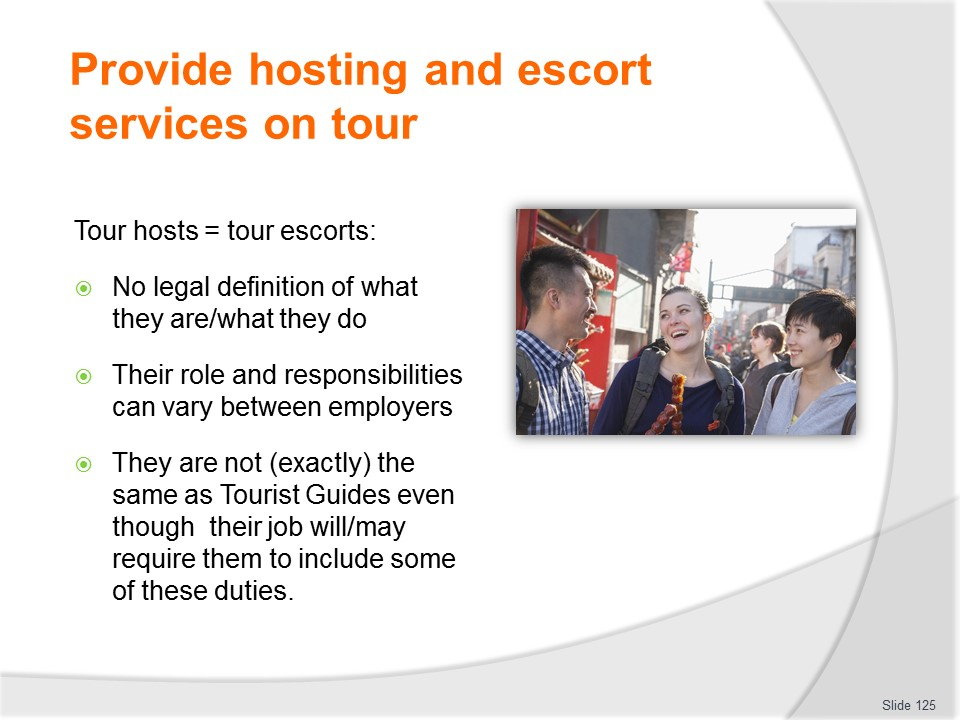 Provide hosting and escort
services on tour
Tour hosts = tour escorts:
No legal definition of what
they are/what they do
Their role and responsibilities
can vary between employers
They are not (exactly) the
same as Tourist Guides even
though  their job will/may
require them to include some
of these duties.
Slide 125